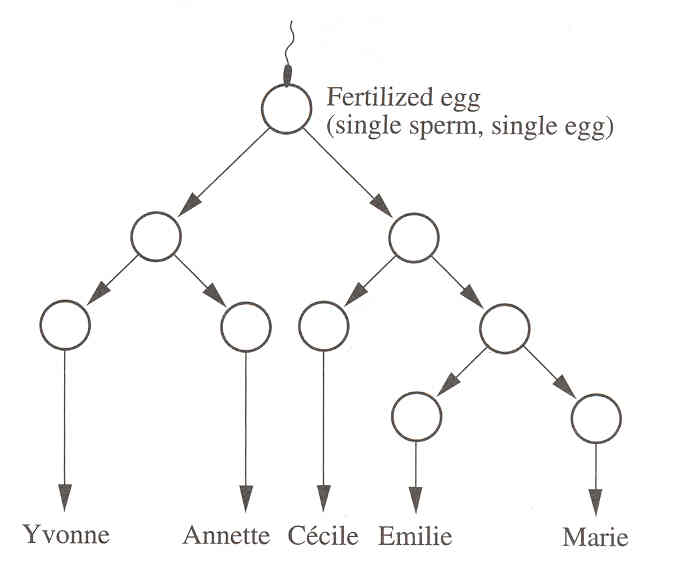 Fertilized egg
(single sperm, single egg)
Yvonne Annette Cécile Emilie Marie